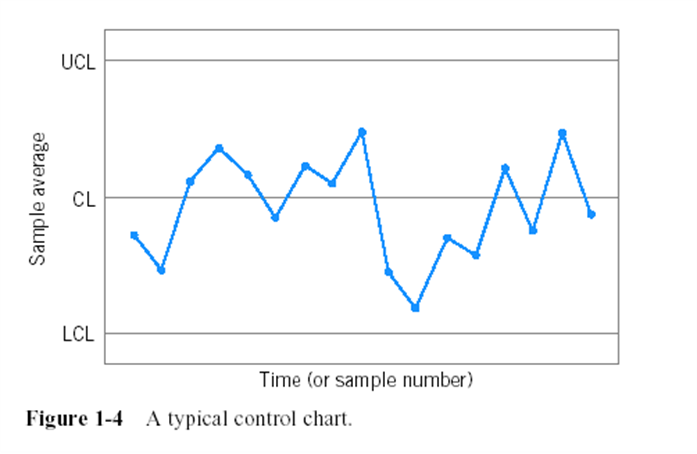 UCL
CL
LCL
Sample average
Time (or sample number)
Figure 1-4 A typical control chart.